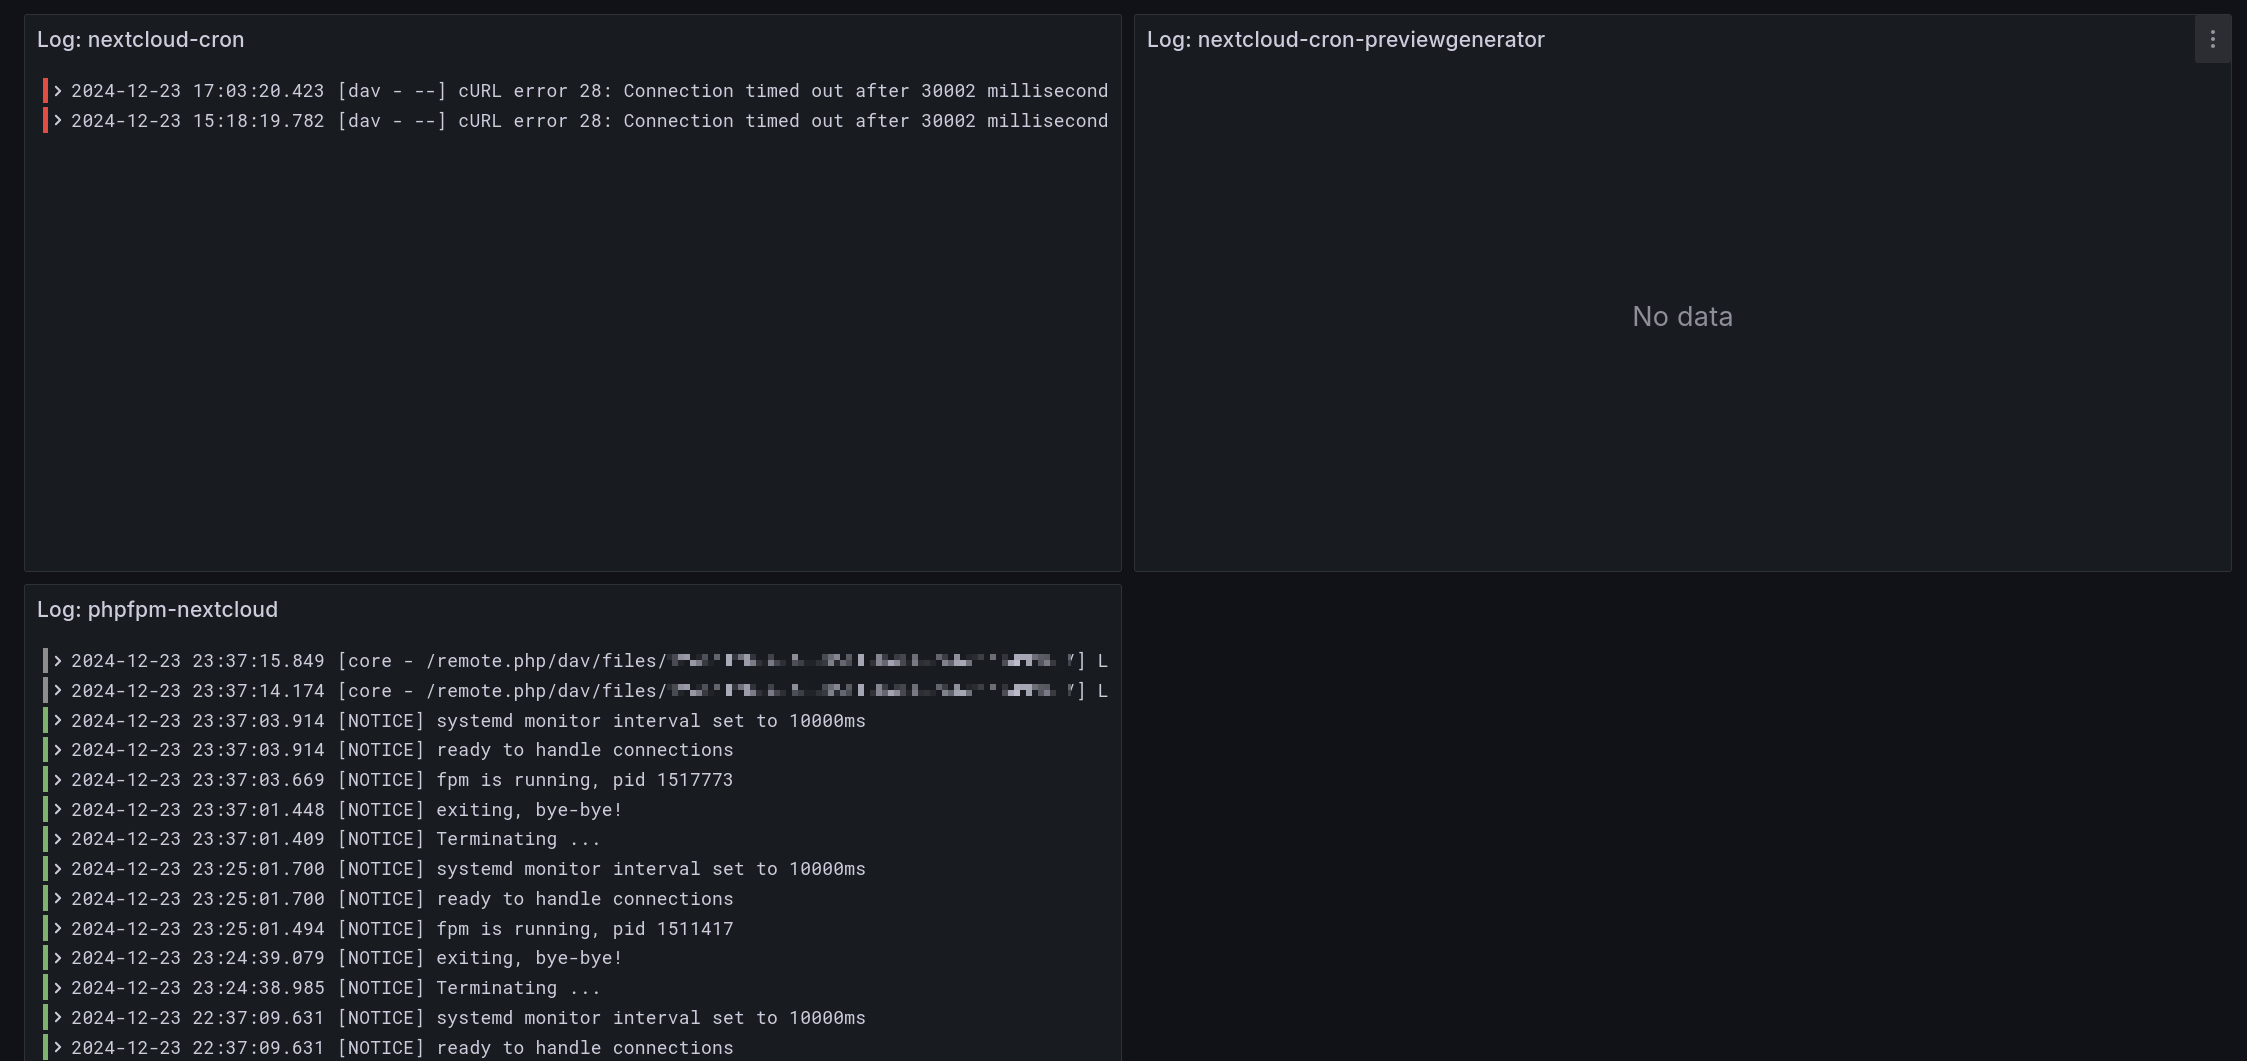 Log: nextcloud-cron
2024-12-23 17:03:20.423 [dav - --] cURL error 28: Connection timed out after 30002 millisecond
2024-12-23 15:18:19.782 [dav - --] cURL error 28: Connection timed out after 30002 millisecond
Log: nextcloud-cron-previewgenerator
No data
Log: phpfpm-nextcloud
2024-12-23 23:37:15.849 [core - /remote.php/dav/files/ ] L
2024-12-23 23:37:14.174 [core - /remote.php/dav/files/ ] L
2024-12-23 23:37:03.914 [NOTICE] systemd monitor interval set to 10000ms
2024-12-23 23:37:03.914 [NOTICE] ready to handle connections
2024-12-23 23:37:03.669 [NOTICE] fpm is running, pid 1517773
2024-12-23 23:37:01.448 [NOTICE] exiting, bye-bye!
2024-12-23 23:37:01.409 [NOTICE] Terminating ...
2024-12-23 23:25:01.700 [NOTICE] systemd monitor interval set to 10000ms
2024-12-23 23:25:01.700 [NOTICE] ready to handle connections
2024-12-23 23:25:01.494 [NOTICE] fpm is running, pid 1511417
2024-12-23 23:24:39.079 [NOTICE] exiting, bye-bye!
2024-12-23 23:24:38.985 [NOTICE] Terminating ...
2024-12-23 22:37:09.631 [NOTICE] systemd monitor interval set to 10000ms
2024-12-23 22:37:09.631 [NOTICE] ready to handle connections